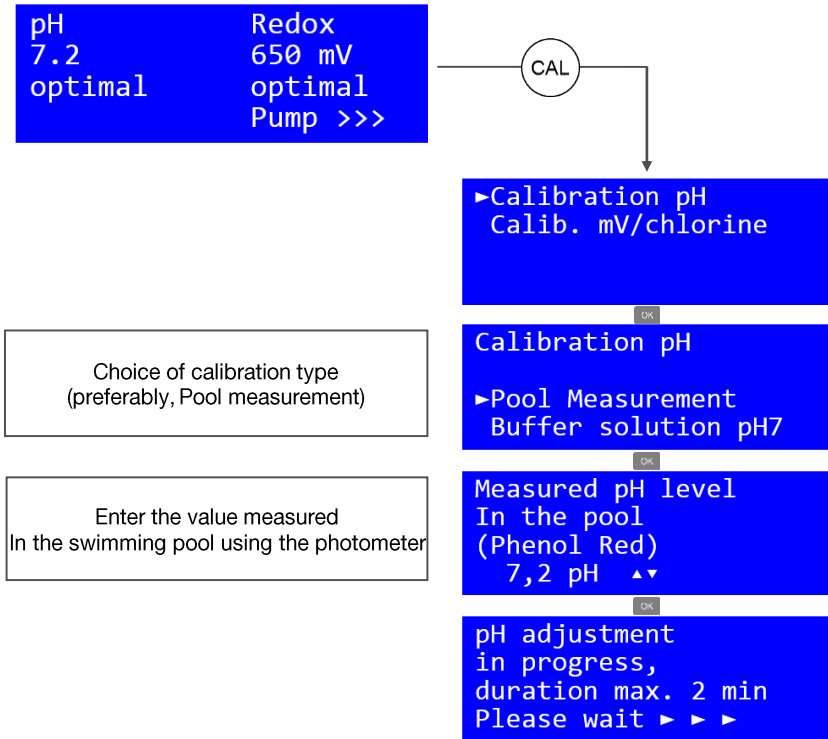 pH Redox
7.2 650 mV
optimal optimal
Pump >>>
CAL
►Calibration pH
Calib. mV/chlorine
OK
Choice of calibration type
(preferably, Pool measurement)
Calibration pH
►Pool Measurement
Buffer solution pH7
OK
Enter the value measured
In the swimming pool using the photometer
Measured pH level
In the pool
(Phenol Red)
7,2 pH ▲▼
OK
pH adjustment
in progress,
duration max. 2 min
Please wait ► ► ►